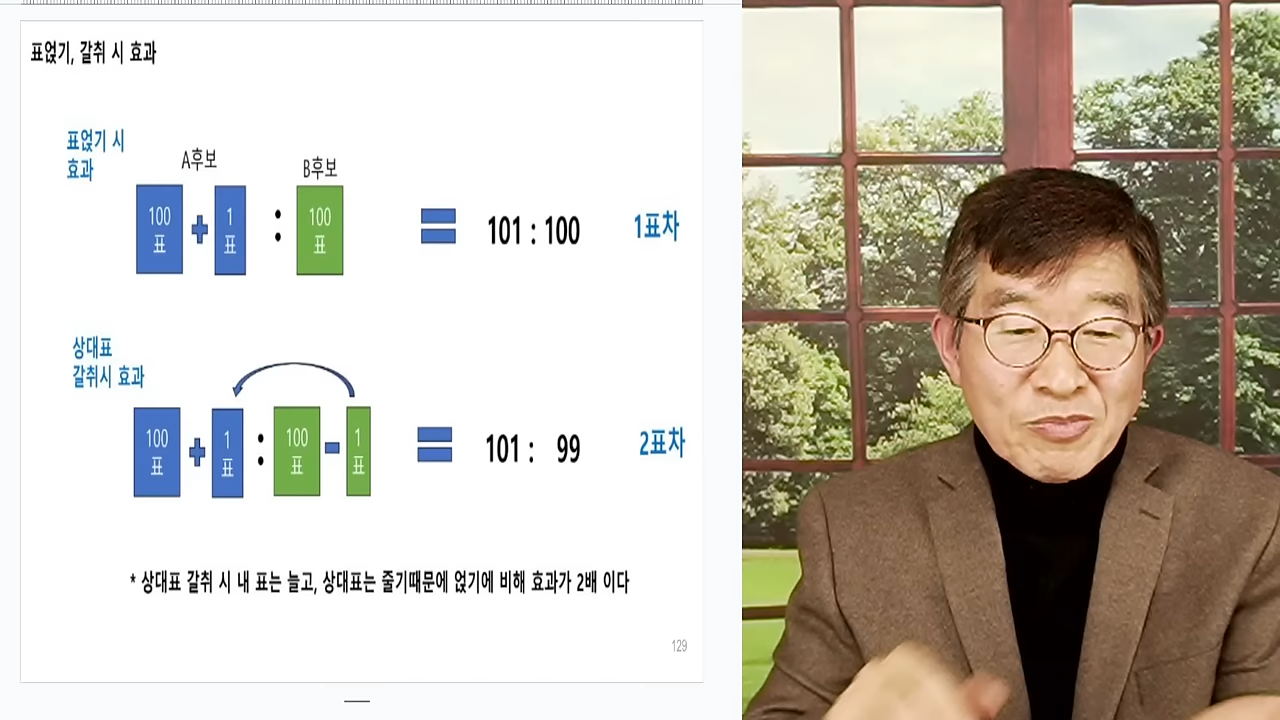 표얹기, 갈취 시 효과
표얹기 시
효과
A후보
B후보
100
표
1
표
:
100
표
101 : 100
1표차
상대표
갈취시 효과
100
표
1
표
:
100
표
1
표
101 : 99
2표차
* 상대표 갈취 시 내 표는 늘고, 상대표는 줄기때문에 얹기에 비해 효과가 2배 이다
129